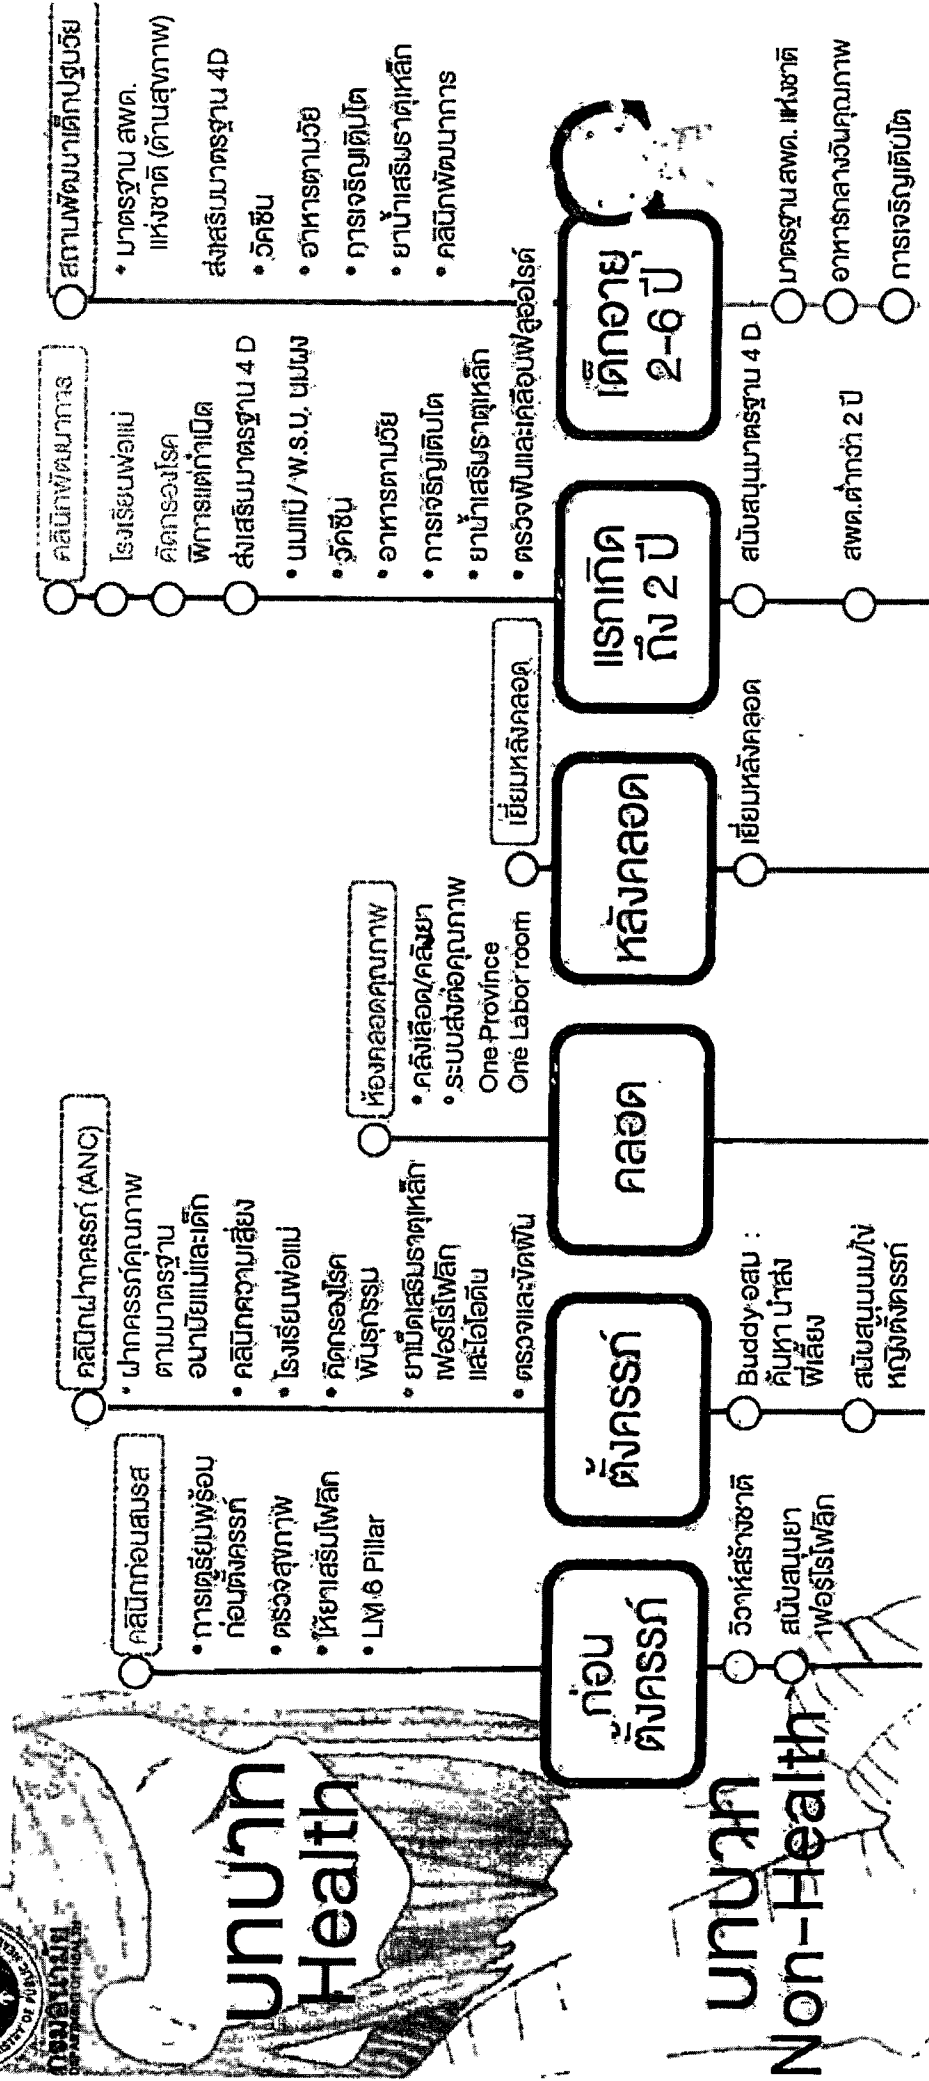 MINISTRY OF PUBLIC HEALTH
กรมอนามัย
DEPARTMENT OF HEALTH
บทบาท
Health
คลินิกก่อนสมรส
• การเตรียมพร้อม
ก่อนตั้งครรภ์
• ตรวจสุขภาพ
• ให้ยาเสริมโฟลิก
• LM 6 Pillar
คลินิกฝากครรภ์ (ANC)
• ฝากครรภ์คุณภาพ
ตามมาตรฐาน
อนามัยแม่และเด็ก
• คลินิกความเสี่ยง
• โรงเรียนพ่อแม่
• คัดกรองโรค
พันธุกรรม
• ยาเม็ดเสริมธาตุเหล็ก
เฟอร์โรโฟลิก
และไอโอดีน
• ตรวจและขัดฟัน
ห้องคลอดคุณภาพ
• คลังเลือด/คลังยา
• ระบบส่งต่อคุณภาพ
One Province
One Labor room
เยี่ยมหลังคลอด
คลินิกพัฒนาการ
โรงเรียนพ่อแม่
คัดกรองโรค
พิการแต่กำเนิด
ส่งเสริมมาตรฐาน 4 D
• นมแม่ / พ.ร.บ. นมผง
• วัคซีน
• อาหารตามวัย
• การเจริญเติบโต
• ยาน้ำเสริมธาตุเหล็ก
• ตรวจฟันและเคลือบฟลูออไรด์
สถานพัฒนาเด็กปฐมวัย
• มาตรฐาน สพด.
แห่งชาติ (ด้านสุขภาพ)
ส่งเสริมมาตรฐาน 4D
• วัคซีน
• อาหารตามวัย
• การเจริญเติบโต
• ยาน้ำเสริมธาตุเหล็ก
• คลินิกพัฒนาการ
ก่อน
ตั้งครรภ์
ตั้งครรภ์
คลอด
หลังคลอด
แรกเกิด
ถึง 2 ปี
เด็กอายุ
2-6 ปี
บทบาท
Non-Health
วิวาห์สร้างชาติ
สนับสนุนยา
เฟอร์โรโฟลิก
Buddy อสม :
ค้นหา นำส่ง
พี่เลี้ยง
สนับสนุนนม/ไข่
หญิงตั้งครรภ์
เยี่ยมหลังคลอด
สนับสนุนมาตรฐาน 4 D
สพด.ต่ำกว่า 2 ปี
มาตรฐาน สพด. แห่งชาติ
อาหารกลางวันคุณภาพ
การเจริญเติบโต